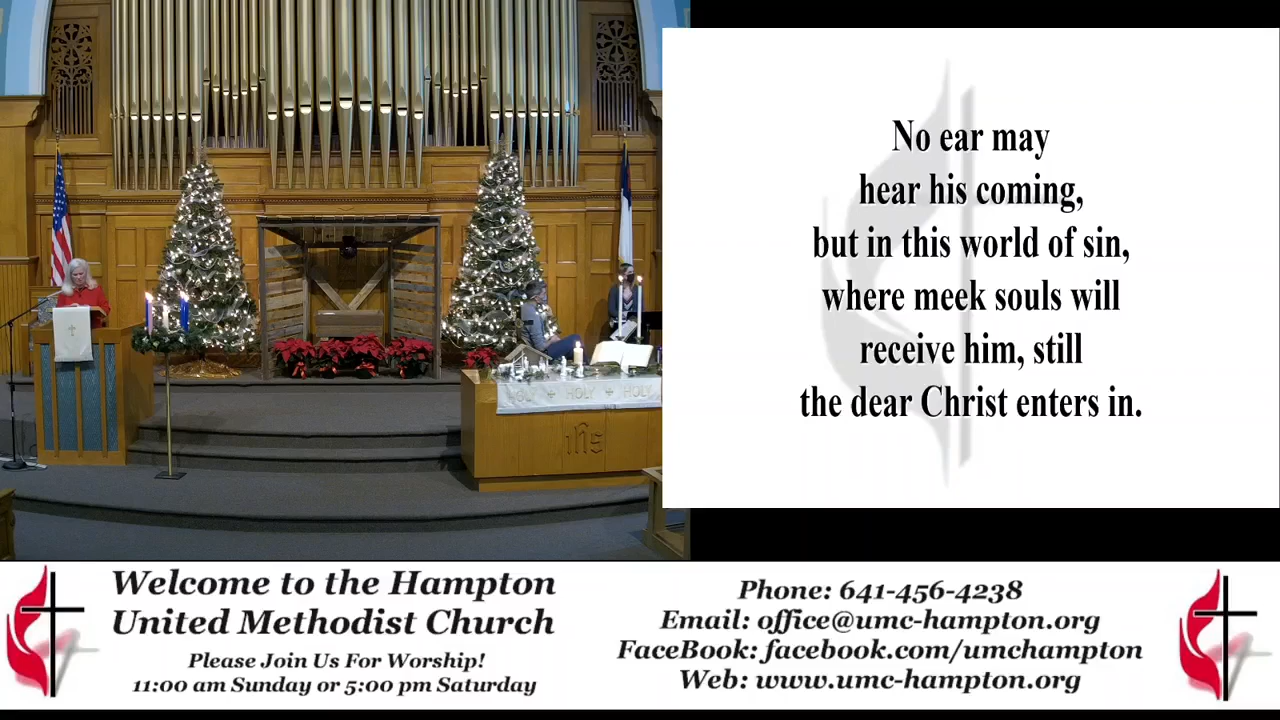 No ear may
hear his coming,
but in this world of sin,
where meek souls will
receive him, still
the dear Christ enters in.
HOLY HOLY
ihs
Welcome to the Hampton
United Methodist Church
Please Join Us For Worship!
11:00 am Sunday or 5:00 pm Saturday
Phone: 641-456-4238
Email: office@umc-hampton.org
FaceBook: facebook.com/umchampton
Web: www.umc-hampton.org